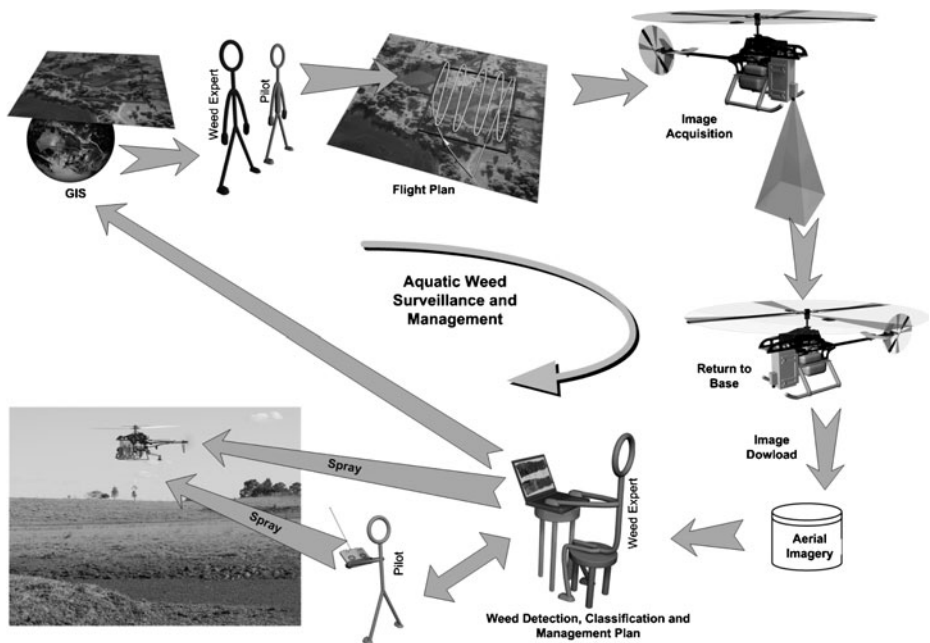 GIS
Weed Expert
Pilot
Flight Plan
Image
Acquisition
Aquatic Weed
Surveillance and
Management
Return to
Base
Image
Dowload
Aerial
Imagery
Weed Expert
Weed Detection, Classification and
Management Plan
Pilot
Spray
Spray